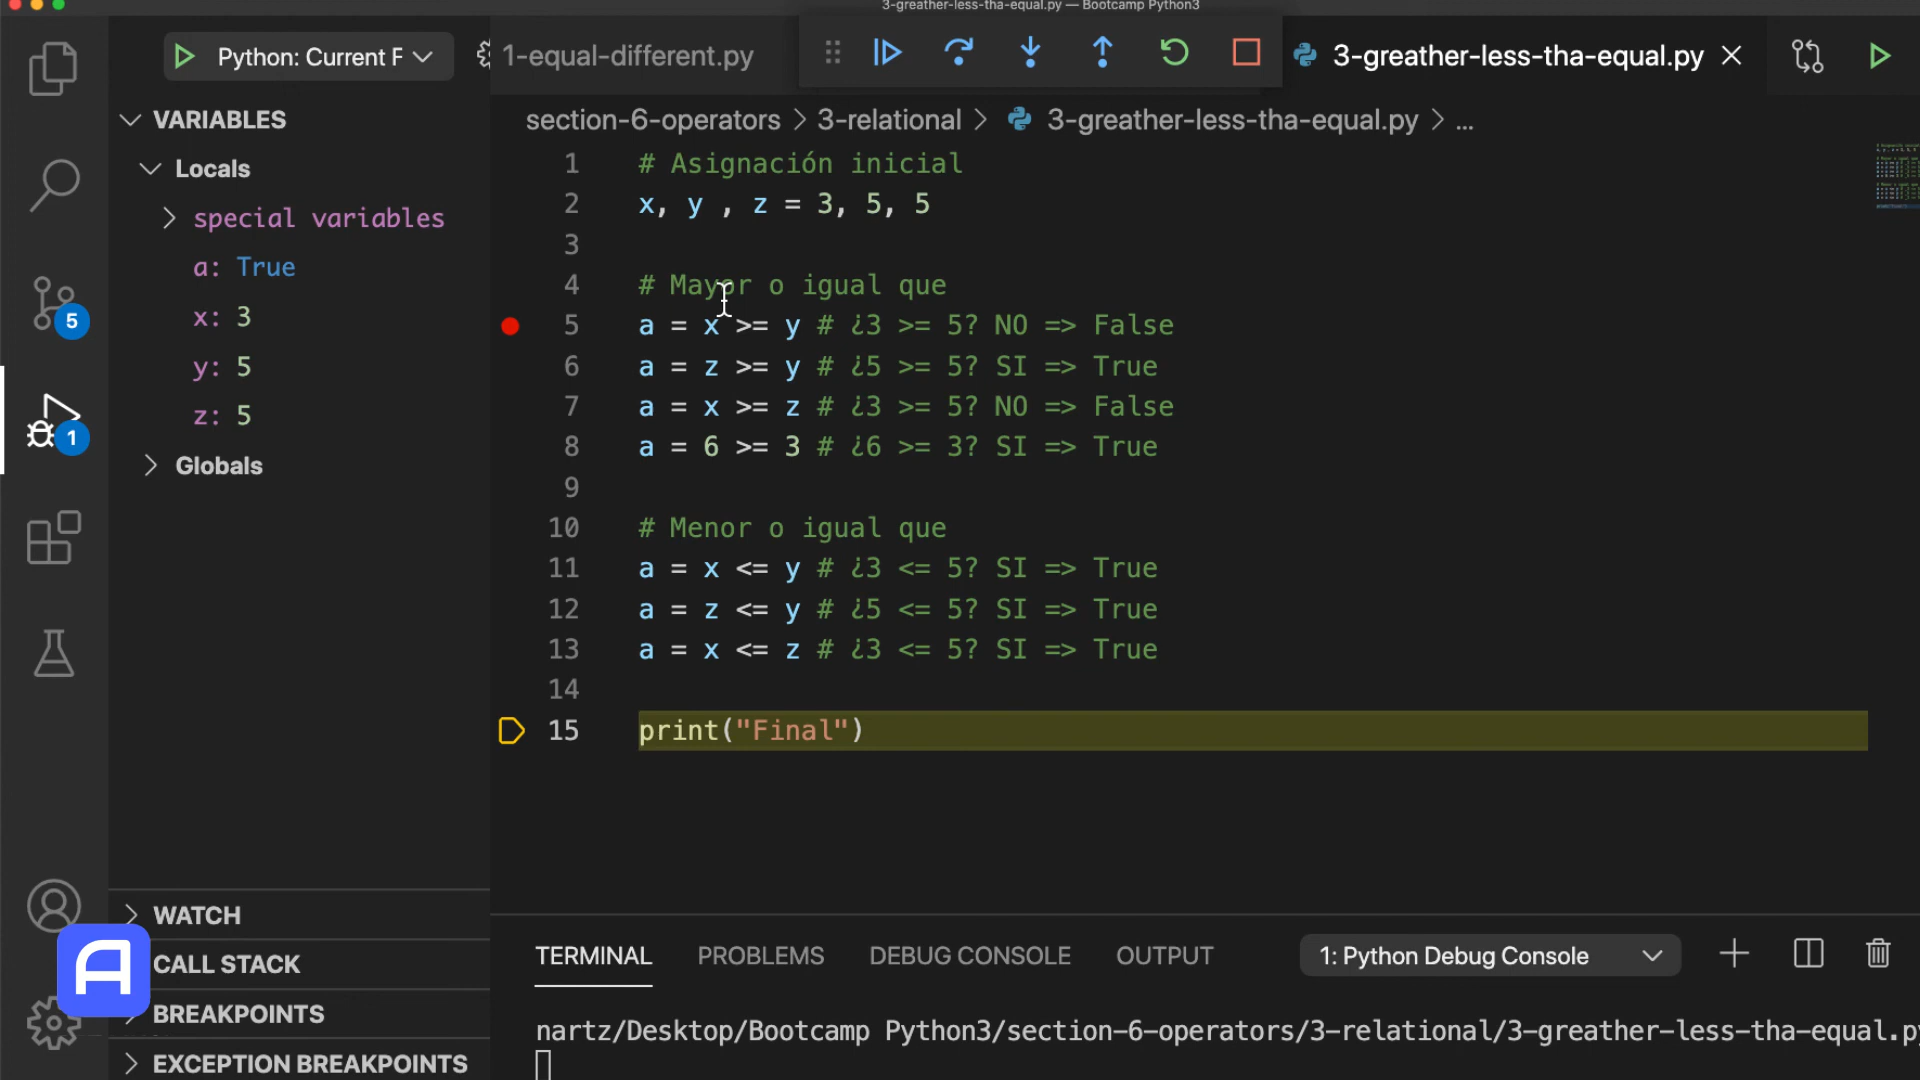 3-greather-less-tha-equal.py — Bootcamp Python3
Python: Current F
1-equal-different.py
3-greather-less-tha-equal.py
VARIABLES
Locals
special variables
a: True
x: 3
y: 5
z: 5
Globals
5
1
section-6-operators > 3-relational > 3-greather-less-tha-equal.py > ...
1 # Asignación inicial
2 x, y , z = 3, 5, 5
3
4 # Mayor o igual que
5 a = x >= y # ¿3 >= 5? NO => False
6 a = z >= y # ¿5 >= 5? SI => True
7 a = x >= z # ¿3 >= 5? NO => False
8 a = 6 >= 3 # ¿6 >= 3? SI => True
9
10 # Menor o igual que
11 a = x <= y # ¿3 <= 5? SI => True
12 a = z <= y # ¿5 <= 5? SI => True
13 a = x <= z # ¿3 <= 5? SI => True
14
15 print("Final")
WATCH
CALL STACK
BREAKPOINTS
EXCEPTION BREAKPOINTS
TERMINAL PROBLEMS DEBUG CONSOLE OUTPUT 1: Python Debug Console
nartz/Desktop/Bootcamp Python3/section-6-operators/3-relational/3-greather-less-tha-equal.py